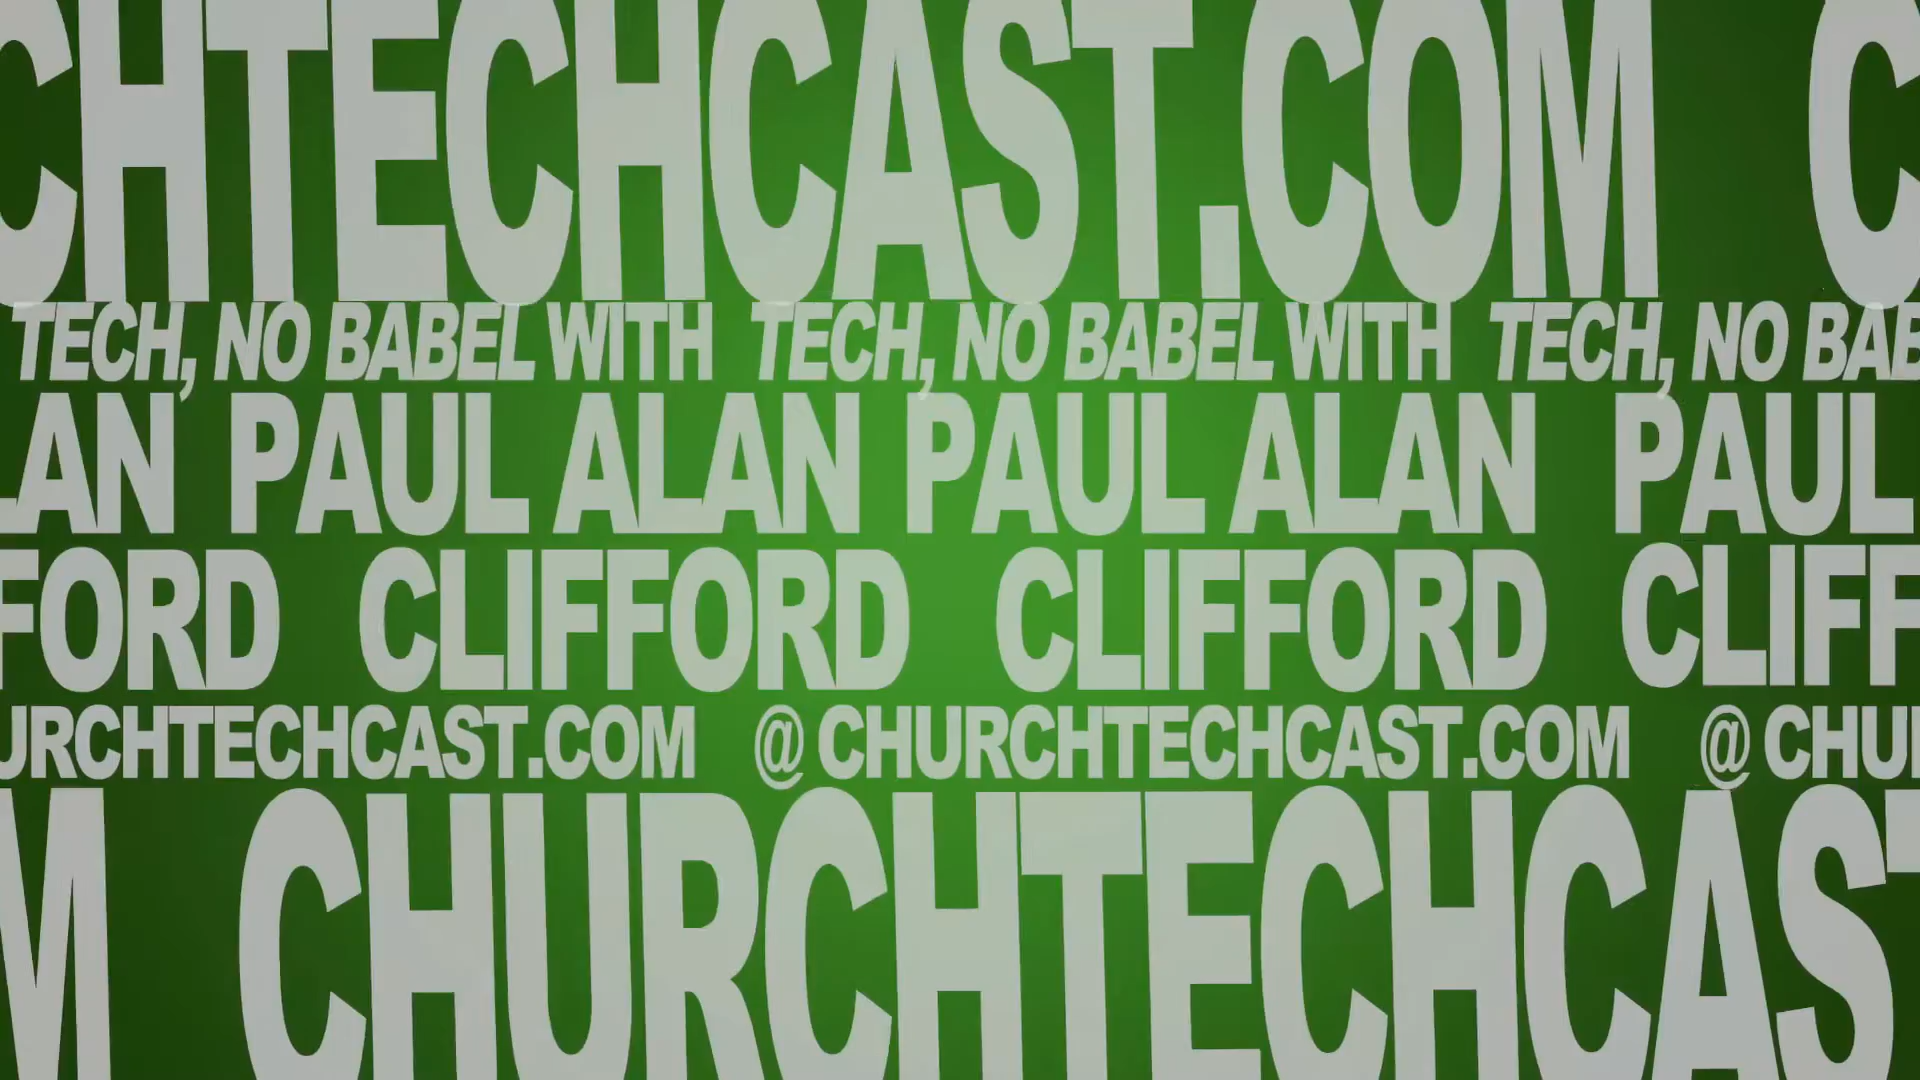 CHTECHCAST.COM C
TECH, NO BABEL WITH TECH, NO BABEL WITH TECH, NO BAB
LAN PAUL ALAN PAUL ALAN PAUL
FORD CLIFFORD CLIFFORD CLIFF
URCHTECHCAST.COM @CHURCHTECHCAST.COM @CHU
M CHURCHTECHCAST